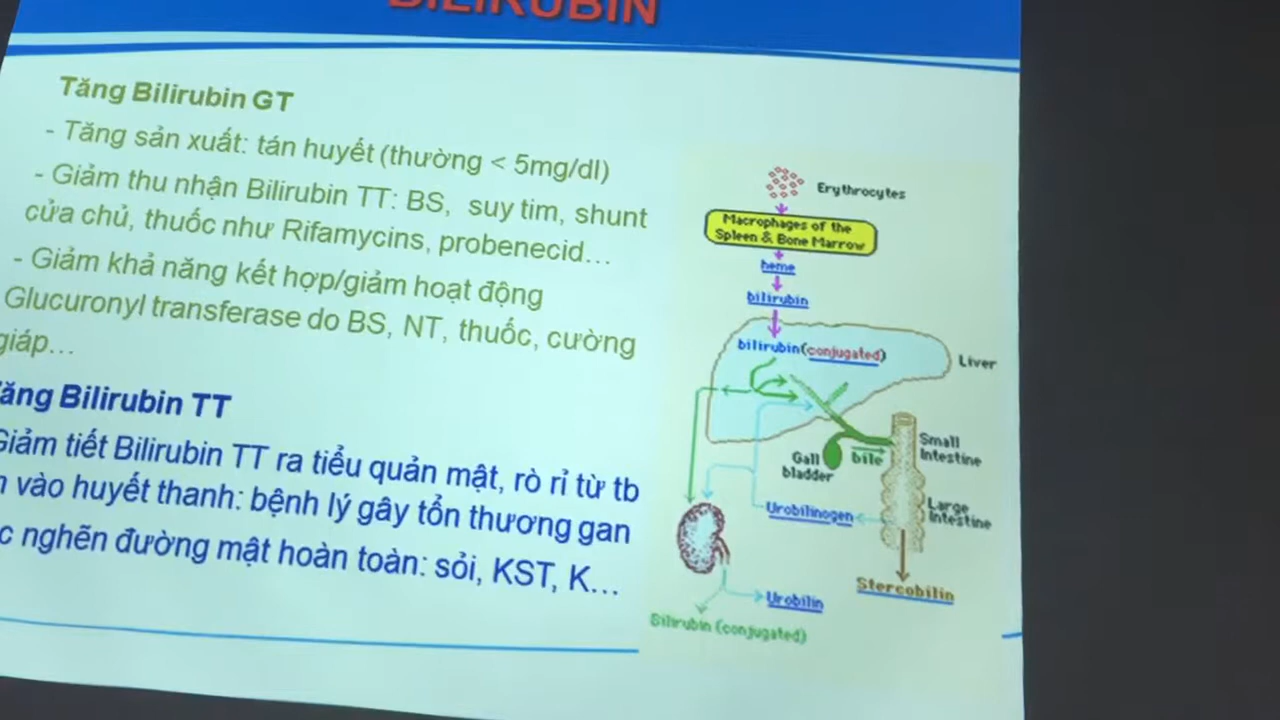 BILIRUBIN
Tăng Bilirubin GT
- Tăng sản xuất: tán huyết (thường < 5mg/dl)
- Giảm thu nhận Bilirubin TT: BS, suy tim, shunt
cửa chủ, thuốc như Rifamycins, probenecid...
- Giảm khả năng kết hợp/giảm hoạt động
Glucuronyl transferase do BS, NT, thuốc, cường
giáp...
ăng Bilirubin TT
Giảm tiết Bilirubin TT ra tiểu quản mật, rò rỉ từ tb
vào huyết thanh: bệnh lý gây tổn thương gan
nghẽn đường mật hoàn toàn: sỏi, KST, K...
Erythrocytes
Macrophages of the
Spleen & Bone Marrow
heme
bilirubin
bilirubin(conjugated)
Liver
Gall
bladder
bile
Small
Intestine
Large
Intestine
Urobilinogen
Stercobilin
Urobilin
Bilirubin (conjugated)